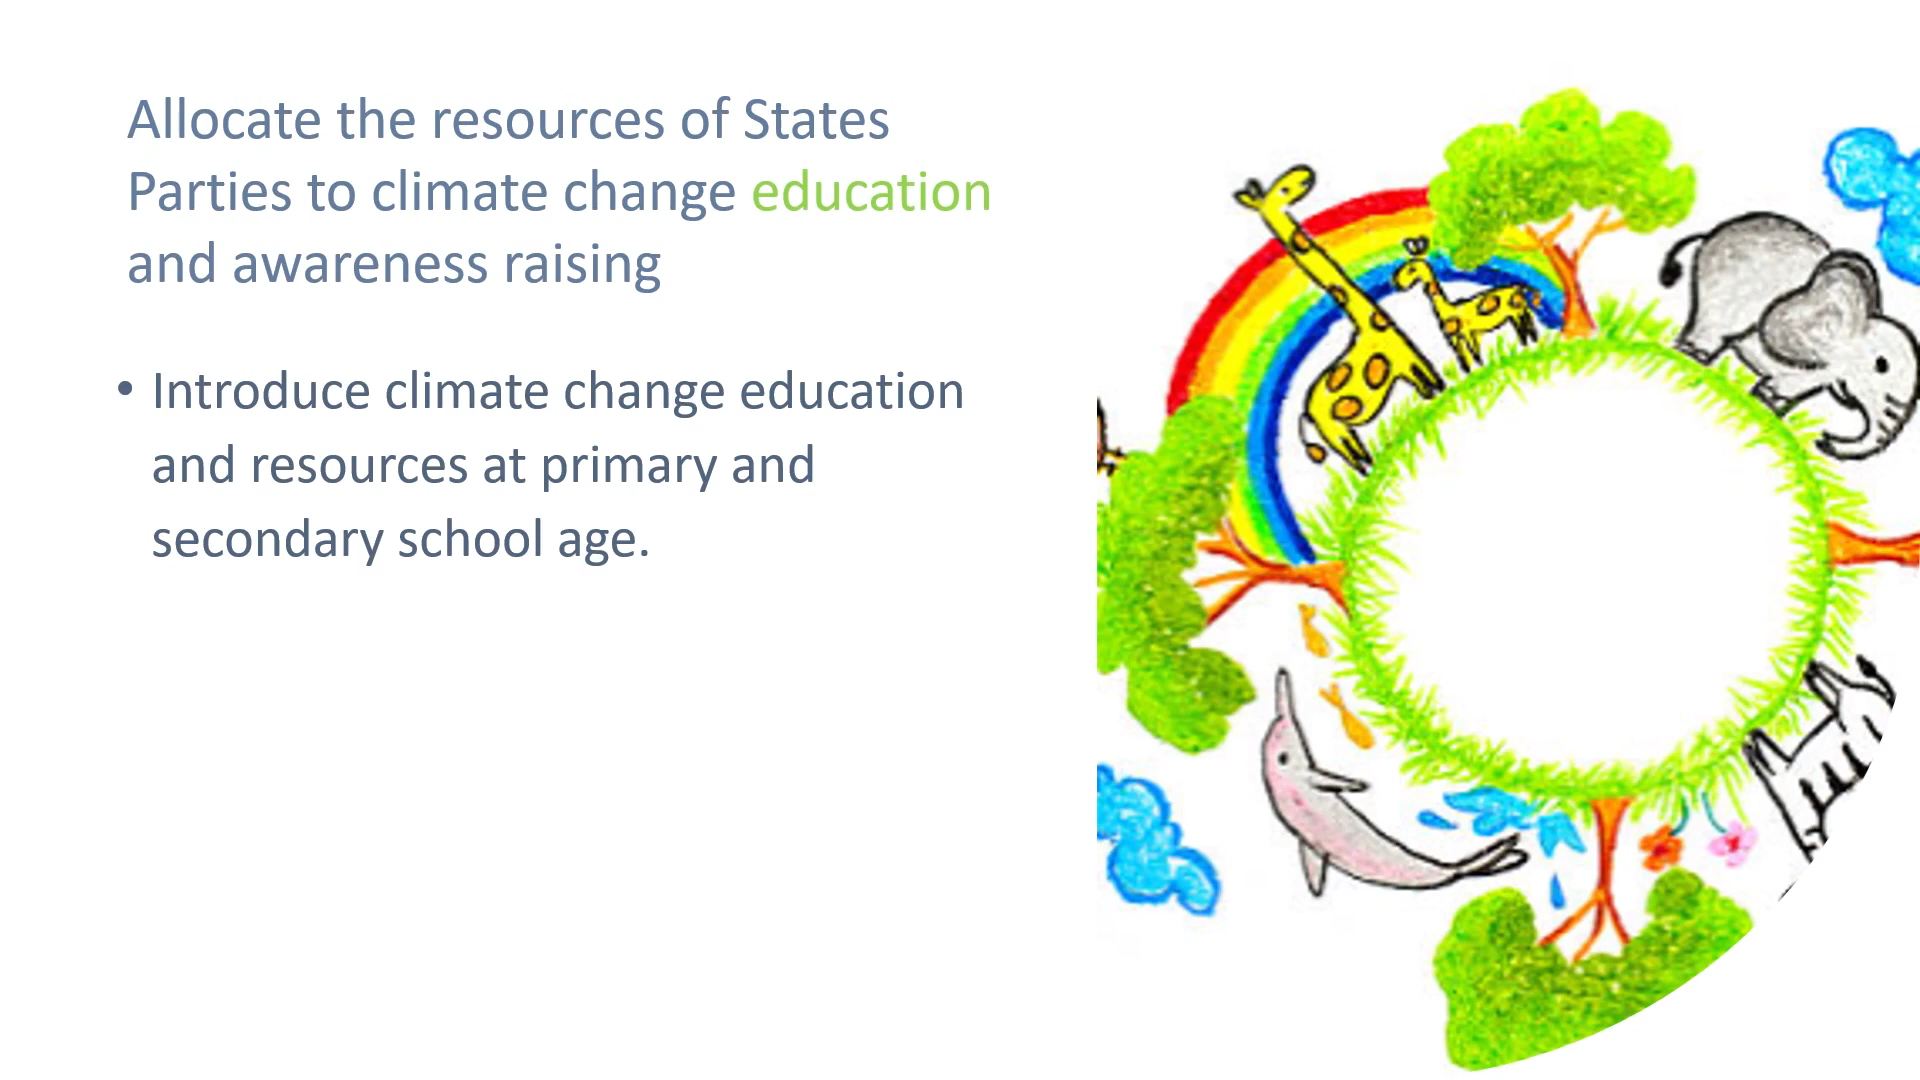 Allocate the resources of States
Parties to climate change education
and awareness raising
• Introduce climate change education
and resources at primary and
secondary school age.